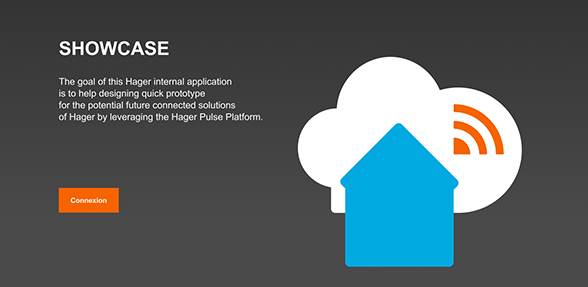 SHOWCASE
The goal of this Hager internal application
is to help designing quick prototype
for the potential future connected solutions
of Hager by leveraging the Hager Pulse Platform.
Connexion